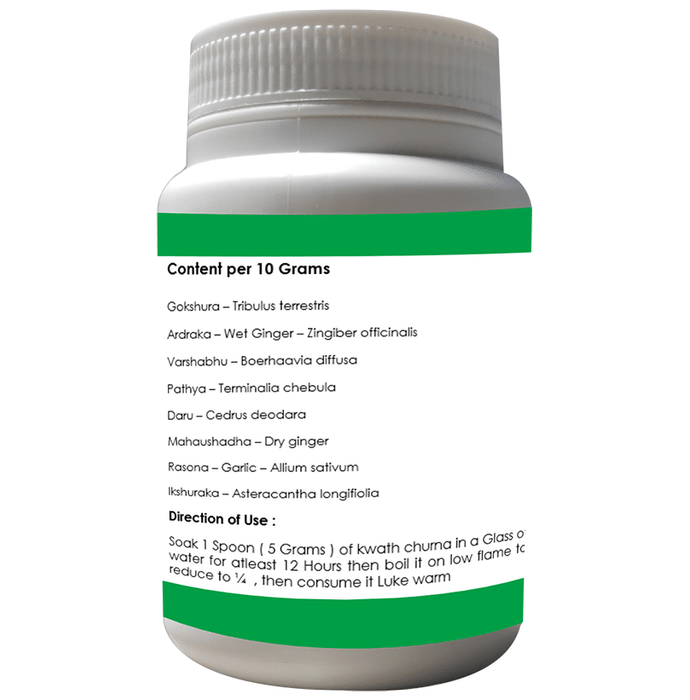 Content per 10 Grams
Gokshura – Tribulus terrestris
Ardraka – Wet Ginger – Zingiber officinalis
Varshabhu – Boerhaavia diffusa
Pathya – Terminalia chebula
Daru – Cedrus deodara
Mahaushadha – Dry ginger
Rasona – Garlic – Allium sativum
Ikshuraka – Asteracantha longifiolia
Direction of Use :
Soak 1 Spoon ( 5 Grams ) of kwath churna in a Glass of
water for atleast 12 Hours then boil it on low flame to
reduce to ¼ , then consume it Luke warm